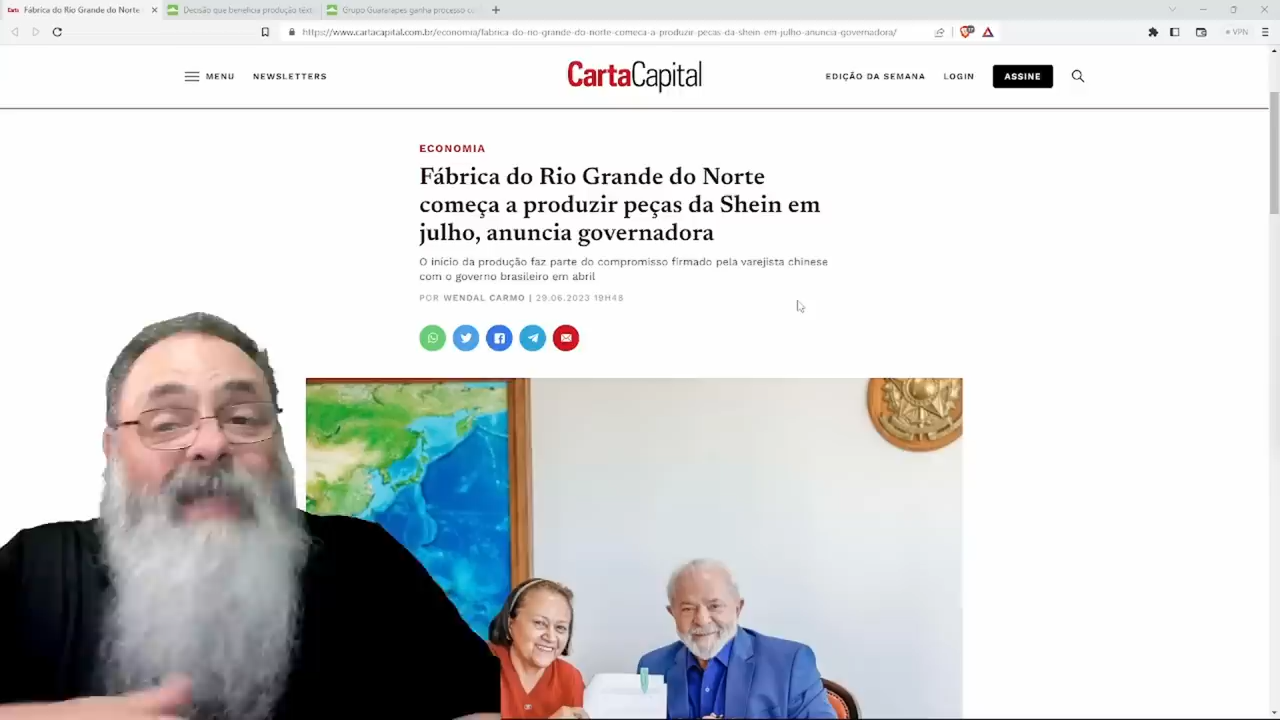 Fábrica do Rio Grande do Norte
Decisão que beneficia produção têxt
Grupo Guararapes ganha processo co
https://www.cartacapital.com.br/economia/fabrica-do-rio-grande-do-norte-comeca-a-produzir-pecas-da-shein-em-julho-anuncia-governadora/
VPN
MENU
NEWSLETTERS
CartaCapital
EDIÇÃO DA SEMANA
LOGIN
ASSINE
ECONOMIA
Fábrica do Rio Grande do Norte
começa a produzir peças da Shein em
julho, anuncia governadora
O início da produção faz parte do compromisso firmado pela varejista chinese
com o governo brasileiro em abril
POR WENDAL CARMO | 29.06.2023 19H48